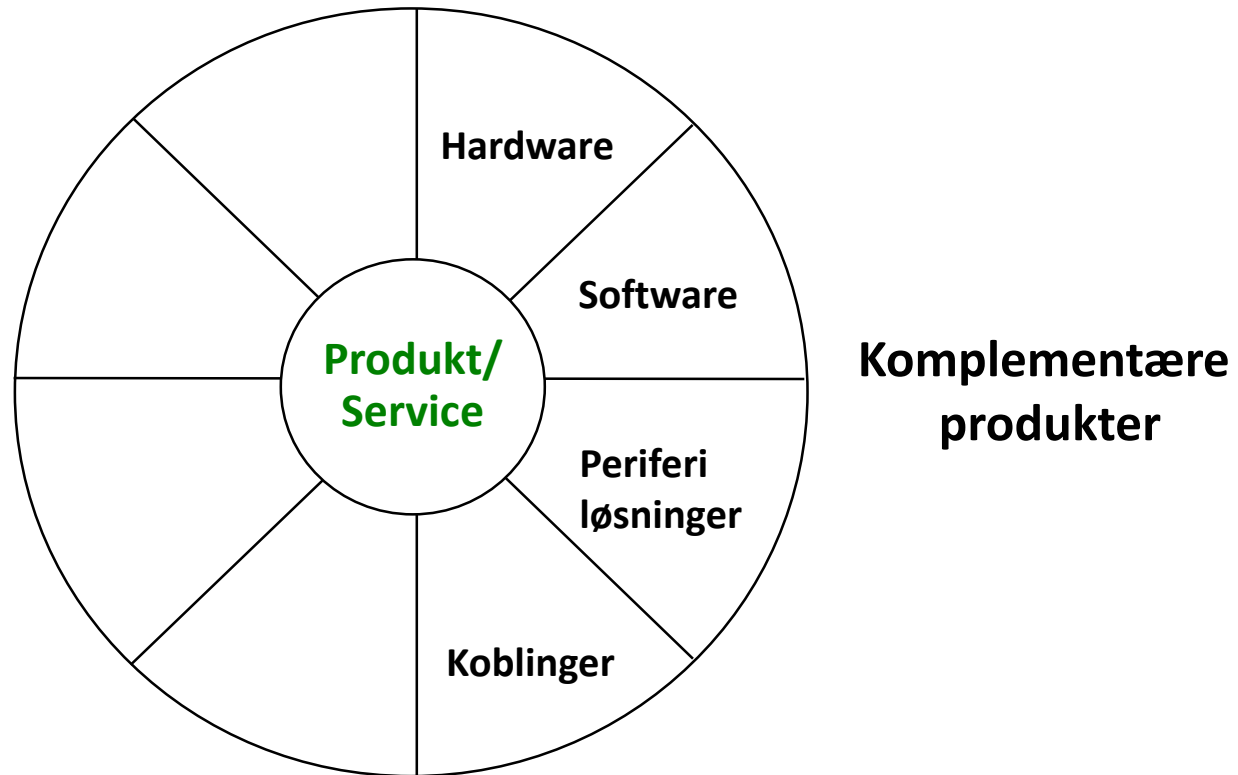 Hardware
Software
Produkt/
Service
Komplementære
produkter
Periferi
løsninger
Koblinger